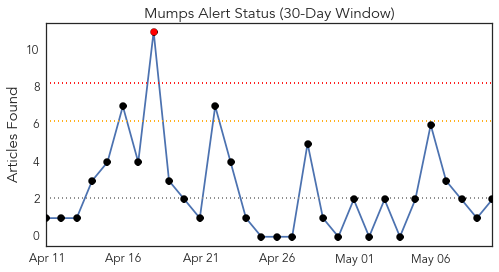 Mumps Alert Status (30-Day Window)
Articles Found
10
8
6
4
2
0
Apr 11
Apr 16
Apr 21
Apr 26
May 01
May 06